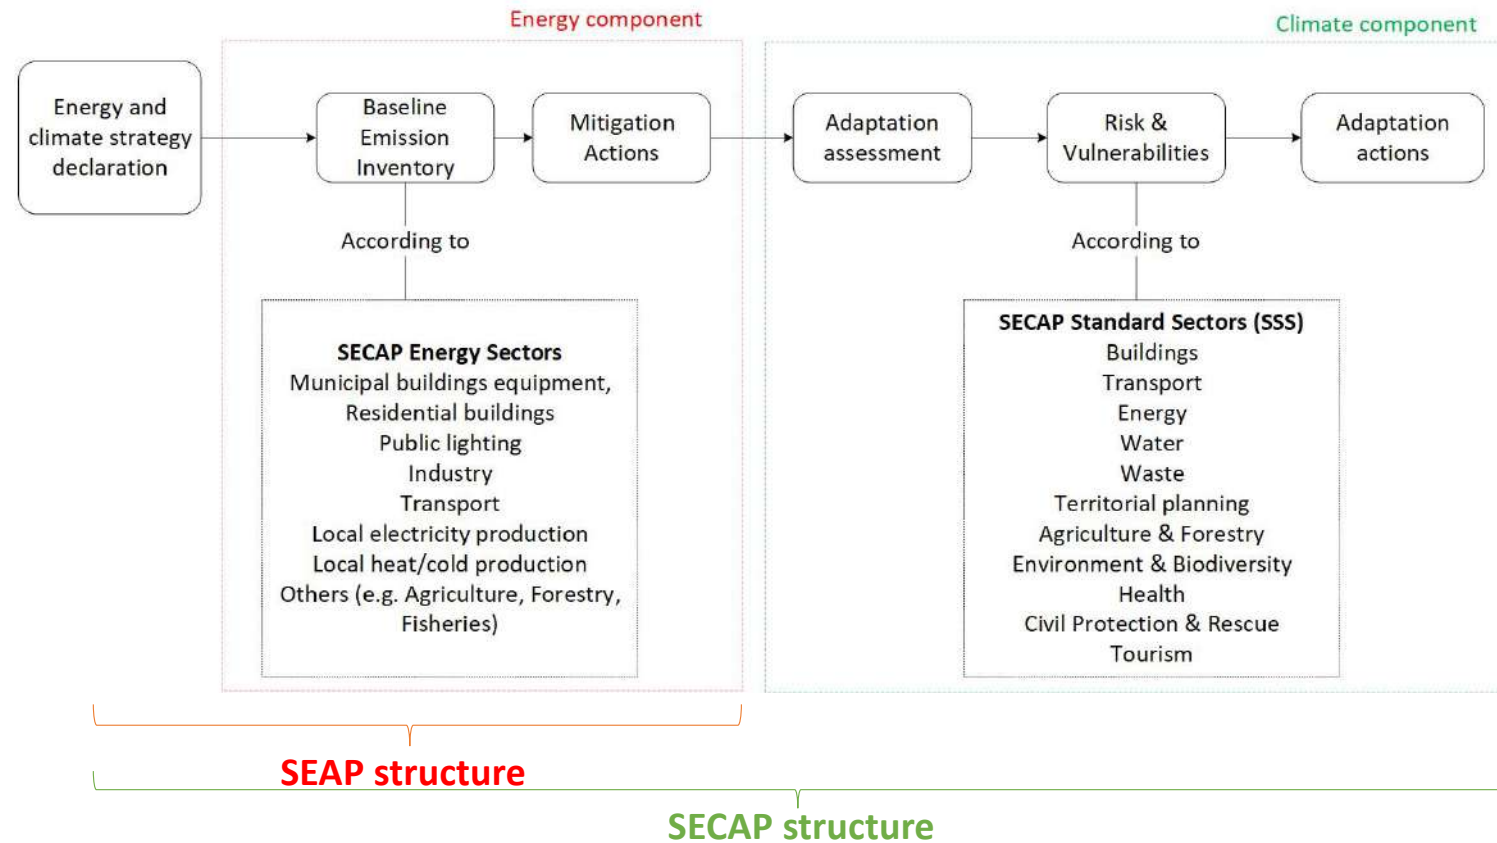 Energy component
Climate component
Energy and
climate strategy
declaration
Baseline
Emission
Inventory
Mitigation
Actions
Adaptation
assessment
Risk &
Vulnerabilities
Adaptation
actions
According to
According to
SECAP Energy Sectors
Municipal buildings equipment,
Residential buildings
Public lighting
Industry
Transport
Local electricity production
Local heat/cold production
Others (e.g. Agriculture, Forestry,
Fisheries)
SECAP Standard Sectors (SSS)
Buildings
Transport
Energy
Water
Waste
Territorial planning
Agriculture & Forestry
Environment & Biodiversity
Health
Civil Protection & Rescue
Tourism
SEAP structure
SECAP structure